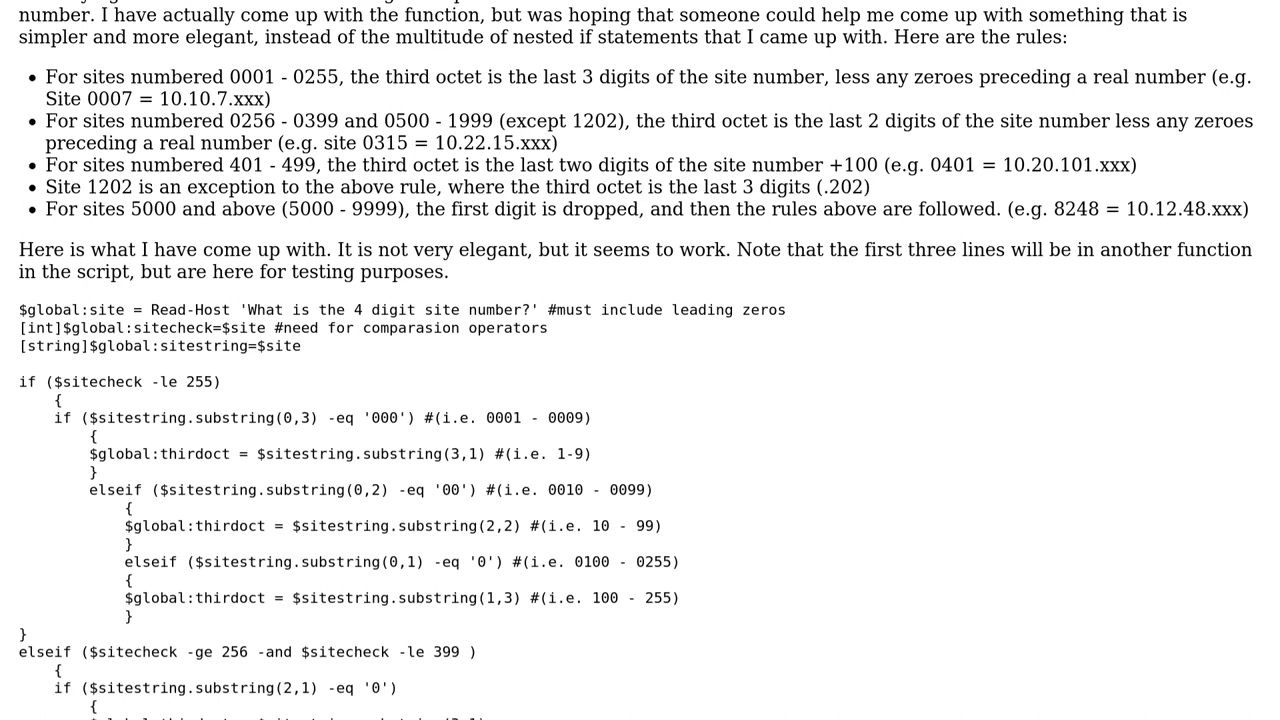 number. I have actually come up with the function, but was hoping that someone could help me come up with something that is
simpler and more elegant, instead of the multitude of nested if statements that I came up with. Here are the rules:
• For sites numbered 0001 - 0255, the third octet is the last 3 digits of the site number, less any zeroes preceding a real number (e.g.
Site 0007 = 10.10.7.xxx)
• For sites numbered 0256 - 0399 and 0500 - 1999 (except 1202), the third octet is the last 2 digits of the site number less any zeroes
preceding a real number (e.g. site 0315 = 10.22.15.xxx)
• For sites numbered 401 - 499, the third octet is the last two digits of the site number +100 (e.g. 0401 = 10.20.101.xxx)
• Site 1202 is an exception to the above rule, where the third octet is the last 3 digits (.202)
• For sites 5000 and above (5000 - 9999), the first digit is dropped, and then the rules above are followed. (e.g. 8248 = 10.12.48.xxx)
Here is what I have come up with. It is not very elegant, but it seems to work. Note that the first three lines will be in another function
in the script, but are here for testing purposes.
$global:site = Read-Host 'What is the 4 digit site number?' #must include leading zeros
[int]$global:sitecheck=$site #need for comparasion operators
[string]$global:sitestring=$site
if ($sitecheck -le 255)
{
if ($sitestring.substring(0,3) -eq '000') #(i.e. 0001 - 0009)
{
$global:thirdoct = $sitestring.substring(3,1) #(i.e. 1-9)
}
elseif ($sitestring.substring(0,2) -eq '00') #(i.e. 0010 - 0099)
{
$global:thirdoct = $sitestring.substring(2,2) #(i.e. 10 - 99)
}
elseif ($sitestring.substring(0,1) -eq '0') #(i.e. 0100 - 0255)
{
$global:thirdoct = $sitestring.substring(1,3) #(i.e. 100 - 255)
}
}
elseif ($sitecheck -ge 256 -and $sitecheck -le 399 )
{
if ($sitestring.substring(2,1) -eq '0')
{